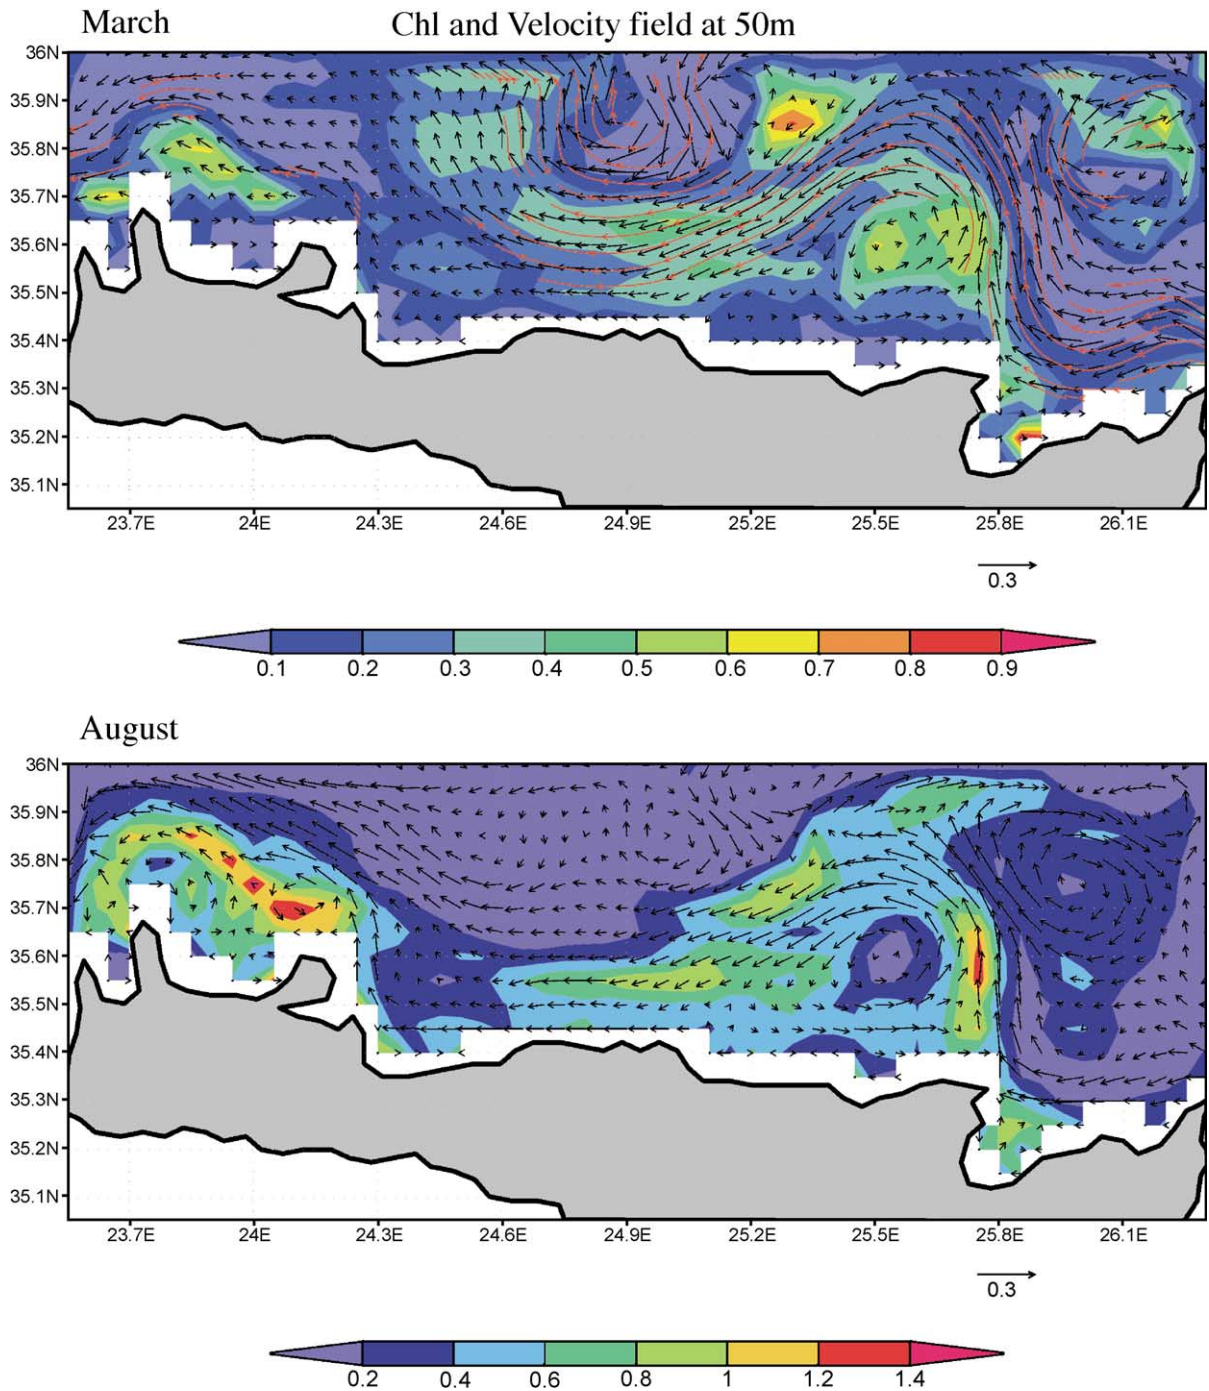 March
Chl and Velocity field at 50m
36N
35.9N
35.8N
35.7N
35.6N
35.5N
35.4N
35.3N
35.2N
35.1N
23.7E 24E 24.3E 24.6E 24.9E 25.2E 25.5E 25.8E 26.1E
0.3
0.1 0.2 0.3 0.4 0.5 0.6 0.7 0.8 0.9
August
36N
35.9N
35.8N
35.7N
35.6N
35.5N
35.4N
35.3N
35.2N
35.1N
23.7E 24E 24.3E 24.6E 24.9E 25.2E 25.5E 25.8E 26.1E
0.3
0.2 0.4 0.6 0.8 1 1.2 1.4